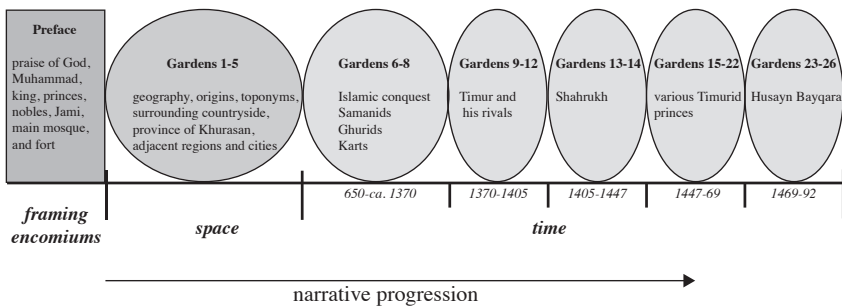 Preface
praise of God,
Muhammad,
king, princes,
nobles, Jami,
main mosque,
and fort
Gardens 1-5
geography, origins, toponyms,
surrounding countryside,
province of Khurasan,
adjacent regions and cities
Gardens 6-8
Islamic conquest
Samanids
Ghurids
Karts
Gardens 9-12
Timur and
his rivals
Gardens 13-14
Shahrukh
Gardens 15-22
various Timurid
princes
Gardens 23-26
Husayn Bayqara
650-ca. 1370
1370-1405
1405-1447
1447-69
1469-92
framing
encomiums
space
time
narrative progression